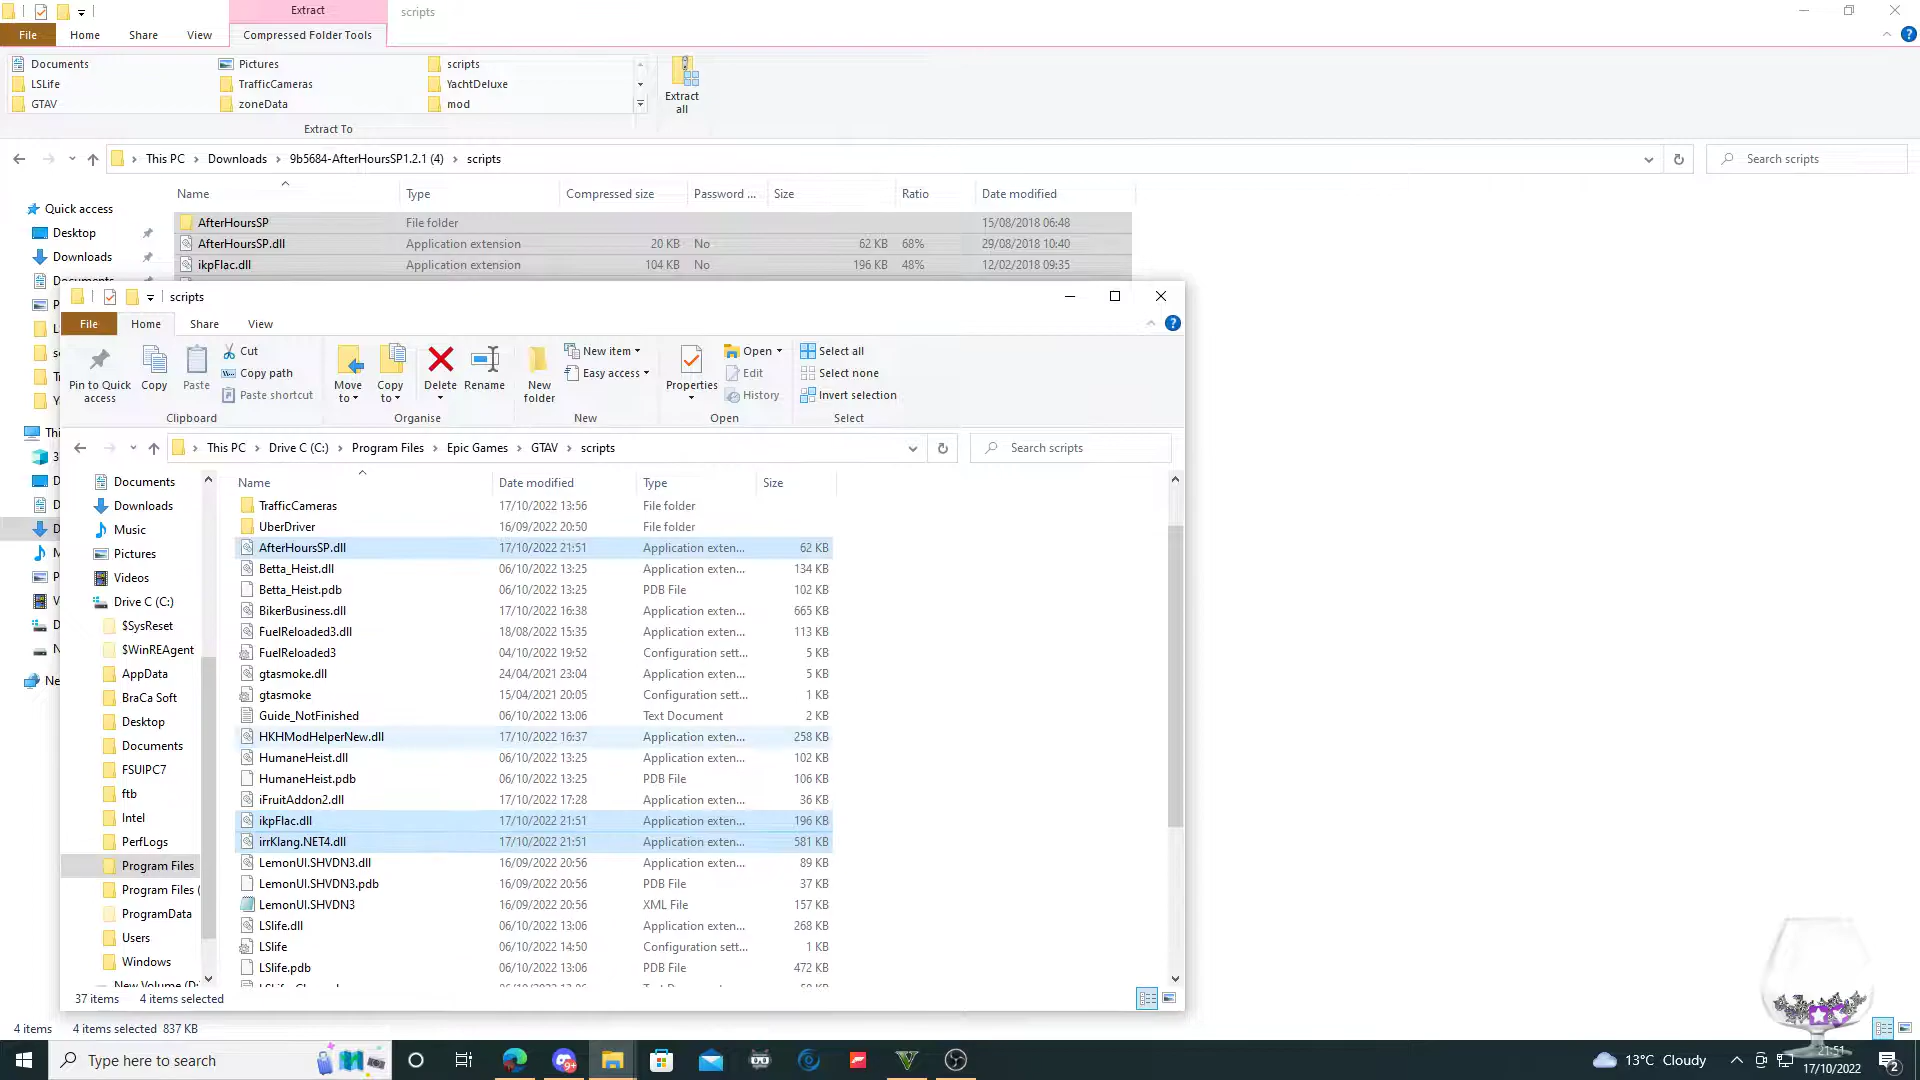 Extract
scripts
File
Home
Share
View
Compressed Folder Tools
Documents
Pictures
scripts
LSLife
TrafficCameras
YachtDeluxe
GTAV
zoneData
mod
Extract all
Extract To
This PC > Downloads > 9b5684-AfterHoursSP1.2.1 (4) > scripts
Search scripts
Name Type Compressed size Password ... Size Ratio Date modified
Quick access
Desktop
Downloads
AfterHoursSP File folder 15/08/2018 06:48
AfterHoursSP.dll Application extension 20 KB No 62 KB 68% 29/08/2018 10:40
ikpFlac.dll Application extension 104 KB No 196 KB 48% 12/02/2018 09:35
scripts
File Home Share View
Pin to Quick access
Copy
Paste
Cut
Copy path
Paste shortcut
Clipboard
Move to
Copy to
Delete
Rename
Organise
New folder
New item
Easy access
New
Properties
Open
Edit
History
Open
Select all
Select none
Invert selection
Select
This PC > Drive C (C:) > Program Files > Epic Games > GTAV > scripts
Search scripts
Documents
Downloads
Music
Pictures
Videos
Drive C (C:)
$SysReset
$WinREAgent
AppData
BraCa Soft
Desktop
Documents
FSUIPC7
ftb
Intel
PerfLogs
Program Files
Program Files (
ProgramData
Users
Windows
New Volume (D:
Name Date modified Type Size
TrafficCameras 17/10/2022 13:56 File folder
UberDriver 16/09/2022 20:50 File folder
AfterHoursSP.dll 17/10/2022 21:51 Application exten... 62 KB
Betta_Heist.dll 06/10/2022 13:25 Application exten... 134 KB
Betta_Heist.pdb 06/10/2022 13:25 PDB File 102 KB
BikerBusiness.dll 17/10/2022 16:38 Application exten... 665 KB
FuelReloaded3.dll 18/08/2022 15:35 Application exten... 113 KB
FuelReloaded3 04/10/2022 19:52 Configuration sett... 5 KB
gtasmoke.dll 24/04/2021 23:04 Application exten... 5 KB
gtasmoke 15/04/2021 20:05 Configuration sett... 1 KB
Guide_NotFinished 06/10/2022 13:06 Text Document 2 KB
HKHModHelperNew.dll 17/10/2022 16:37 Application exten... 258 KB
HumaneHeist.dll 06/10/2022 13:25 Application exten... 102 KB
HumaneHeist.pdb 06/10/2022 13:25 PDB File 106 KB
iFruitAddon2.dll 17/10/2022 17:28 Application exten... 36 KB
ikpFlac.dll 17/10/2022 21:51 Application exten... 196 KB
irrKlang.NET4.dll 17/10/2022 21:51 Application exten... 581 KB
LemonUI.SHVDN3.dll 16/09/2022 20:56 Application exten... 89 KB
LemonUI.SHVDN3.pdb 16/09/2022 20:56 PDB File 37 KB
LemonUI.SHVDN3 16/09/2022 20:56 XML File 157 KB
LSlife.dll 06/10/2022 13:06 Application exten... 268 KB
LSlife 06/10/2022 14:50 Configuration sett... 1 KB
LSlife.pdb 06/10/2022 13:06 PDB File 472 KB
37 items 4 items selected
4 items 4 items selected 837 KB
Type here to search
13°C Cloudy
21:51
17/10/2022
2